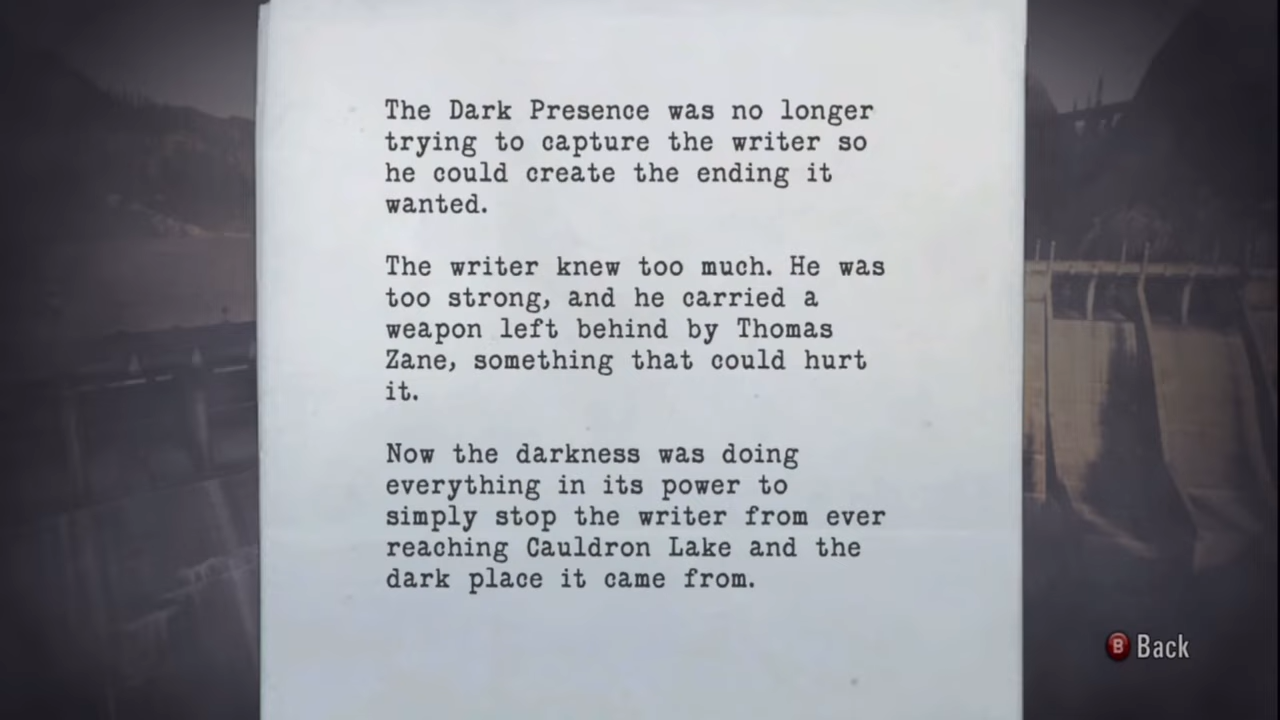 The Dark Presence was no longer
trying to capture the writer so
he could create the ending it
wanted.
The writer knew too much. He was
too strong, and he carried a
weapon left behind by Thomas
Zane, something that could hurt
it.
Now the darkness was doing
everything in its power to
simply stop the writer from ever
reaching Cauldron Lake and the
dark place it came from.
B Back